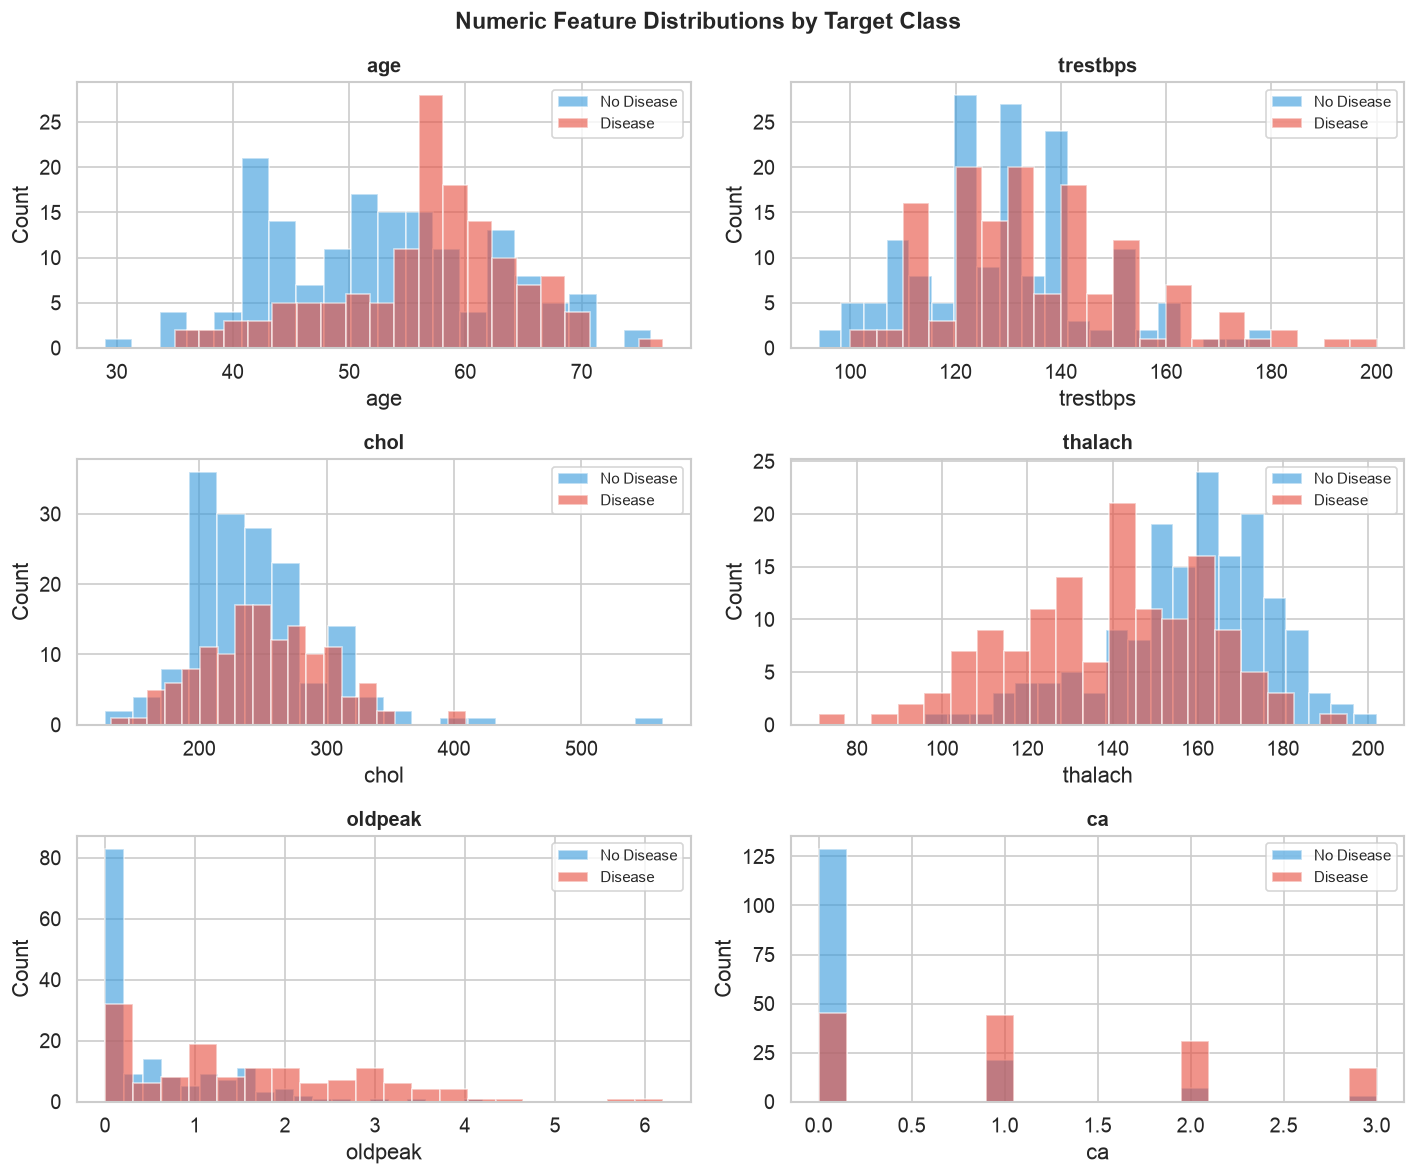 Numeric Feature Distributions by Target Class
age
No Disease
Disease
Count
25
20
15
10
5
0
30 40 50 60 70
age
trestbps
No Disease
Disease
Count
25
20
15
10
5
0
100 120 140 160 180 200
trestbps
chol
No Disease
Disease
Count
30
20
10
0
200 300 400 500
chol
thalach
No Disease
Disease
Count
25
20
15
10
5
0
80 100 120 140 160 180 200
thalach
oldpeak
No Disease
Disease
Count
80
60
40
20
0
0 1 2 3 4 5 6
oldpeak
ca
No Disease
Disease
Count
125
100
75
50
25
0
0.0 0.5 1.0 1.5 2.0 2.5 3.0
ca